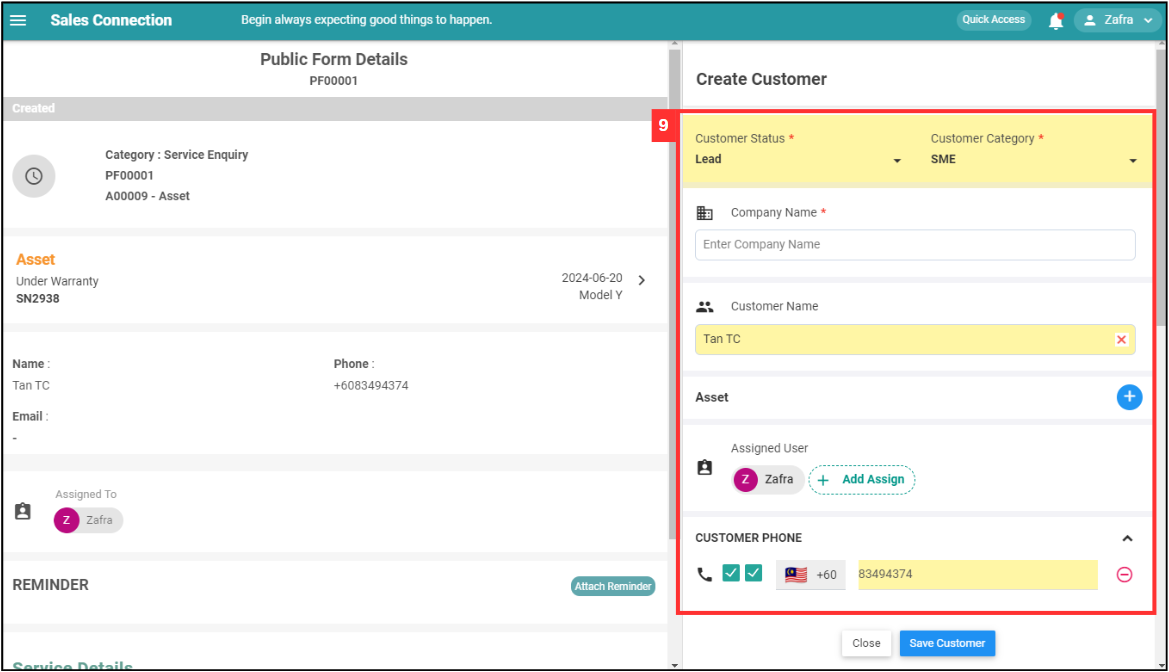 Sales Connection
Begin always expecting good things to happen.
Quick Access
Zafra
Public Form Details
PF00001
Created
Category : Service Enquiry
PF00001
A00009 - Asset
Asset
Under Warranty
SN2938
2024-06-20
Model Y
Name :
Tan TC
Phone :
+6083494374
Email :
-
Assigned To
Z Zafra
REMINDER
Attach Reminder
Service Details
Create Customer
9
Customer Status *
Lead
Customer Category *
SME
Company Name *
Enter Company Name
Customer Name
Tan TC
Asset
Assigned User
Z Zafra
+ Add Assign
CUSTOMER PHONE
+60
83494374
Close
Save Customer